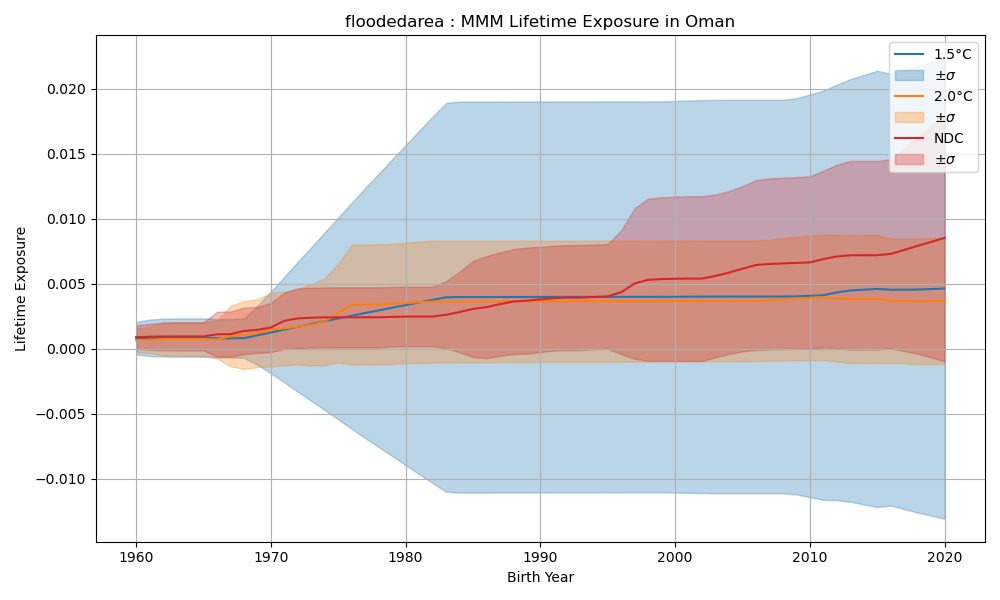 floodedarea : MMM Lifetime Exposure in Oman
1.5°C
±σ
2.0°C
±σ
NDC
±σ
Lifetime Exposure
0.020
0.015
0.010
0.005
0.000
−0.005
−0.010
1960 1970 1980 1990 2000 2010 2020
Birth Year